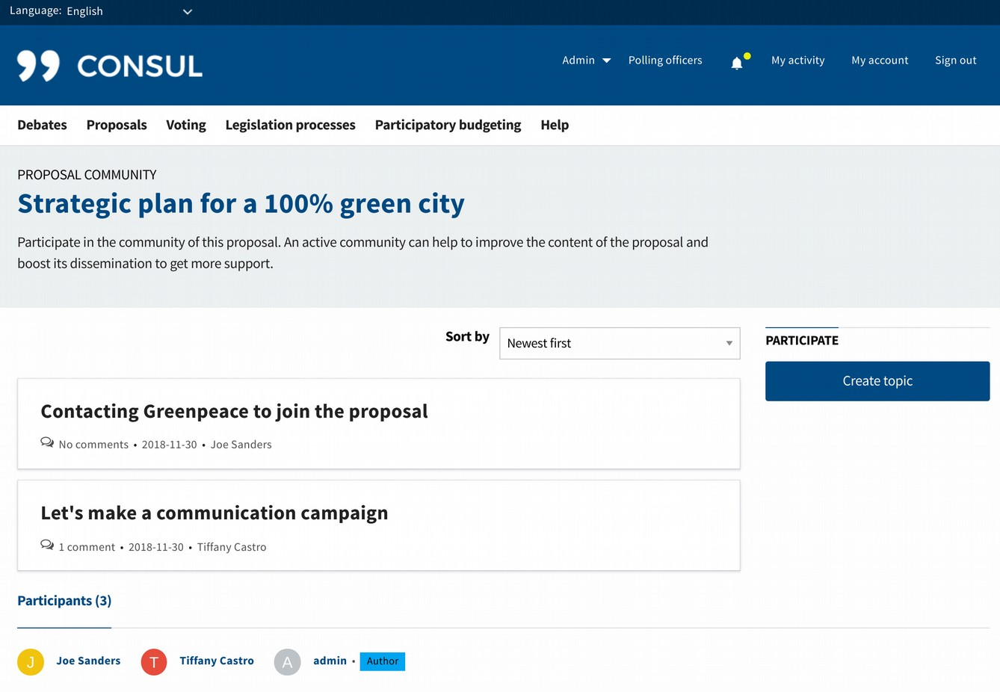 Language: English
CONSUL
Admin Polling officers My activity My account Sign out
Debates Proposals Voting Legislation processes Participatory budgeting Help
PROPOSAL COMMUNITY
Strategic plan for a 100% green city
Participate in the community of this proposal. An active community can help to improve the content of the proposal and
boost its dissemination to get more support.
Sort by Newest first
PARTICIPATE
Create topic
Contacting Greenpeace to join the proposal
No comments • 2018-11-30 • Joe Sanders
Let's make a communication campaign
1 comment • 2018-11-30 • Tiffany Castro
Participants (3)
J Joe Sanders T Tiffany Castro A admin • Author